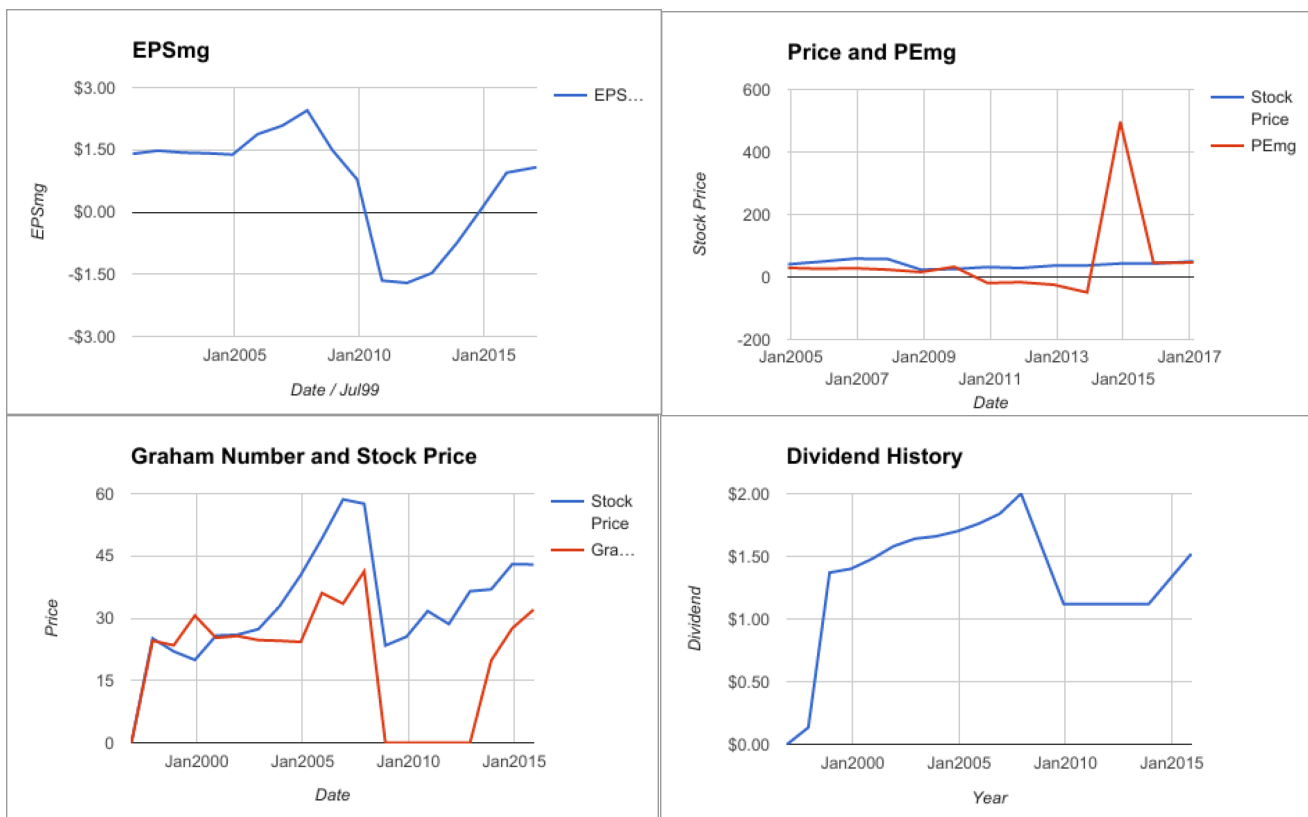 EPSmg
$3.00
$1.50
$0.00
-$1.50
-$3.00
EPSmg
Jan2005
Jan2010
Jan2015
Date / Jul99
EPS…
Price and PEmg
600
400
200
0
-200
Stock Price
Jan2005
Jan2009
Jan2013
Jan2017
Jan2007
Jan2011
Jan2015
Date
Stock
Price
PEmg
Graham Number and Stock Price
60
45
30
15
0
Price
Jan2000
Jan2005
Jan2010
Jan2015
Date
Stock
Price
Gra…
Dividend History
$2.00
$1.50
$1.00
$0.50
$0.00
Dividend
Jan2000
Jan2005
Jan2010
Jan2015
Year